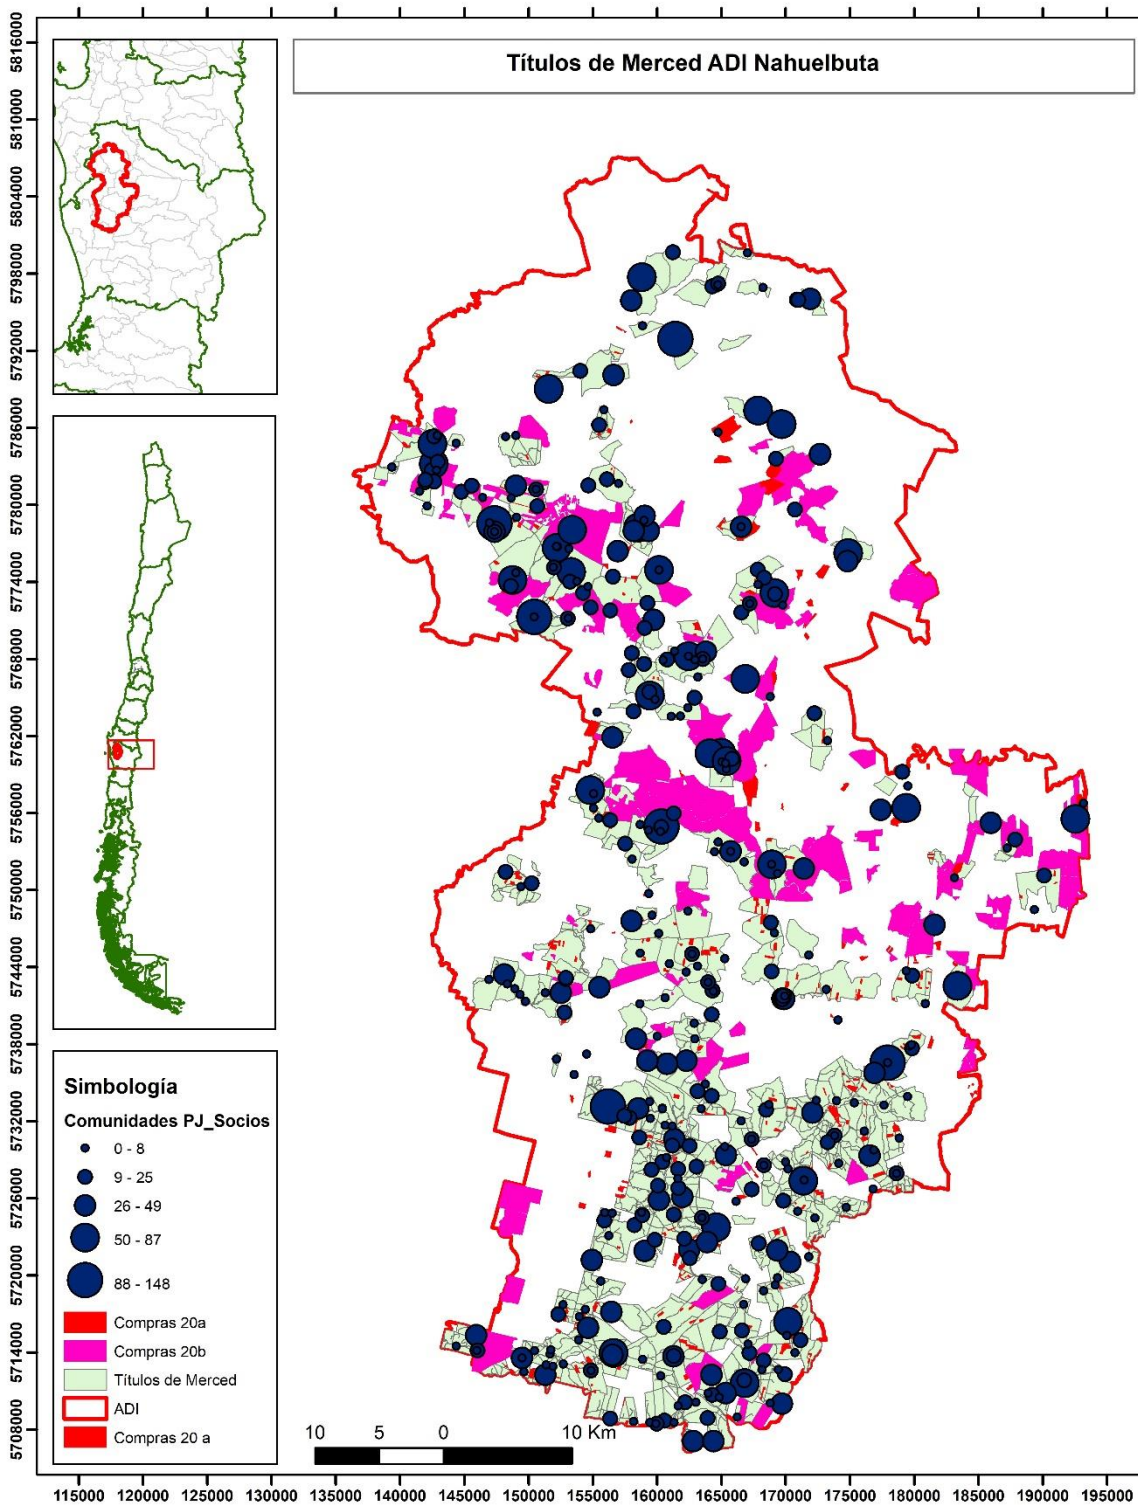 Títulos de Merced ADI Nahuelbuta
5816000
5810000
5804000
5798000
5792000
5786000
5780000
5774000
5768000
5762000
5756000
5750000
5744000
5738000
5732000
5726000
5720000
5714000
5708000
Simbología
Comunidades PJ_Socios
0 - 8
9 - 25
26 - 49
50 - 87
88 - 148
Compras 20a
Compras 20b
Títulos de Merced
ADI
Compras 20 a
10 5 0 10 Km
115000 120000 125000 130000 135000 140000 145000 150000 155000 160000 165000 170000 175000 180000 185000 190000 195000